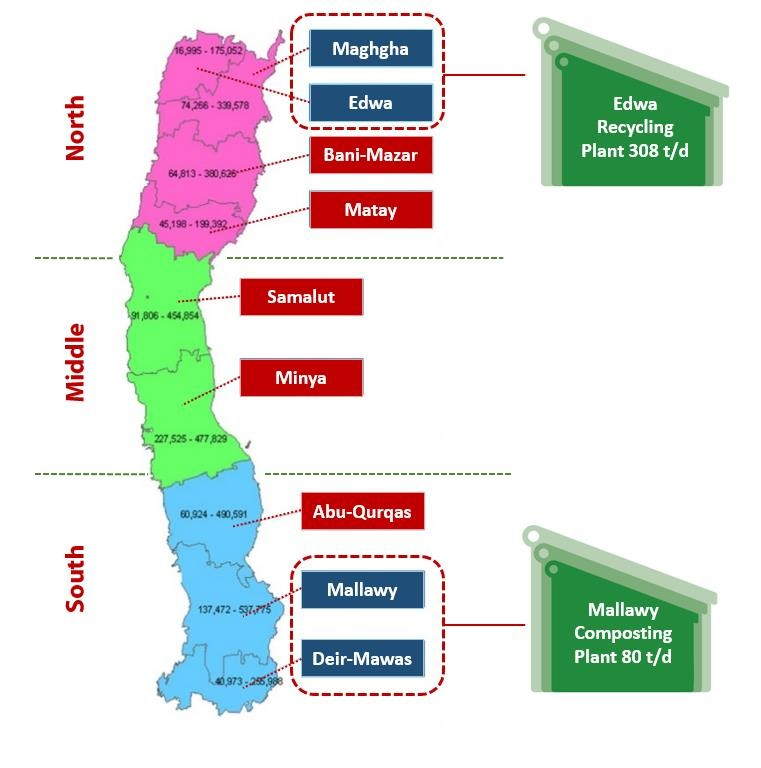 North
16,995 - 175,052
Maghgha
74,266 - 339,578
Edwa
Edwa
Recycling
Plant 308 t/d
64,813 - 380,626
Bani-Mazar
45,198 - 199,392
Matay
Middle
91,806 - 454,854
Samalut
Minya
227,525 - 477,829
South
60,924 - 490,591
Abu-Qurqas
137,472 - 537,775
Mallawy
40,973 - 255,988
Deir-Mawas
Mallawy
Composting
Plant 80 t/d